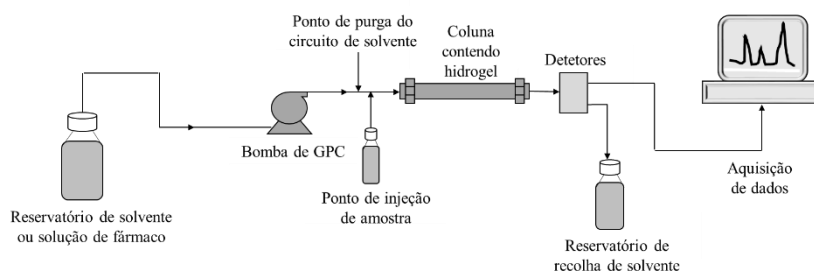 Ponto de purga do
circuito de solvente
Coluna
contendo
hidrogel
Detetores
Bomba de GPC
Ponto de injeção
de amostra
Aquisição
de dados
Reservatório de solvente
ou solução de fármaco
Reservatório de
recolha de solvente